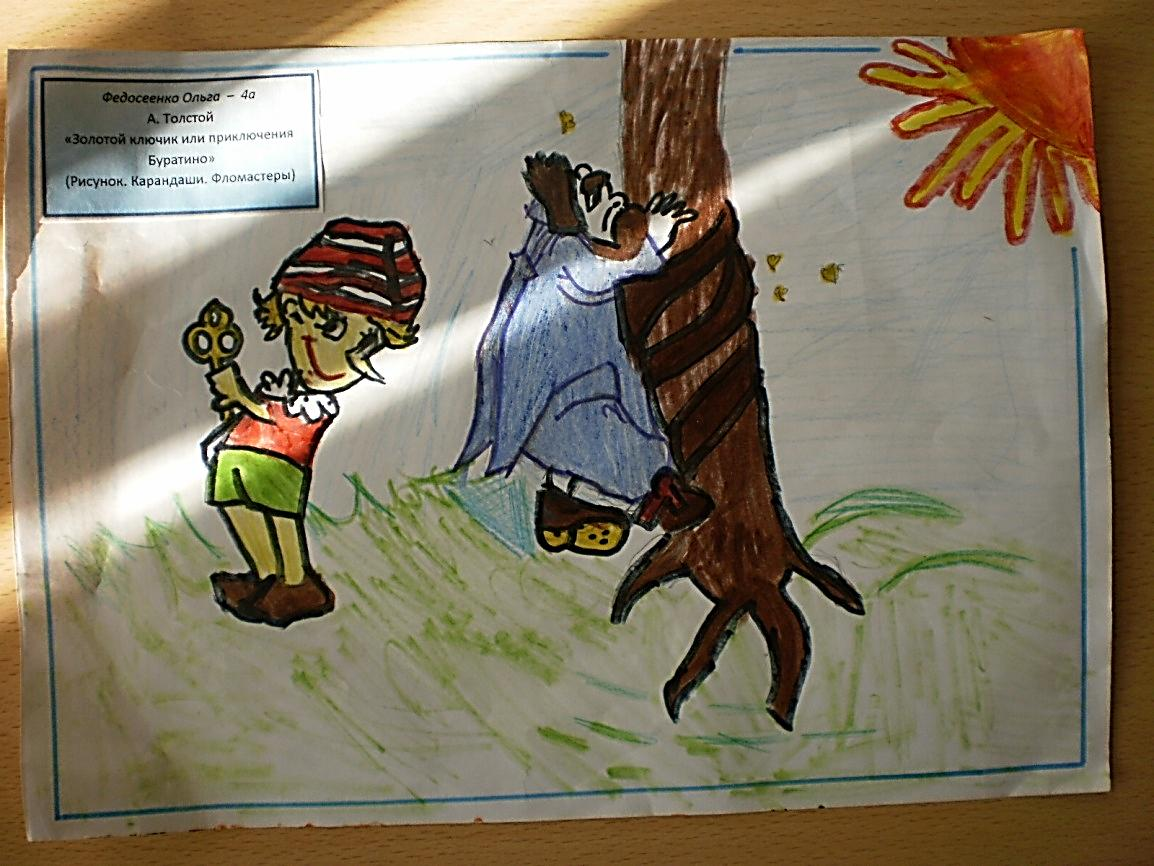 Федосеенко Ольга – 4а
А. Толстой
«Золотой ключик или приключения
Буратино»
(Рисунок. Карандаши. Фломастеры)